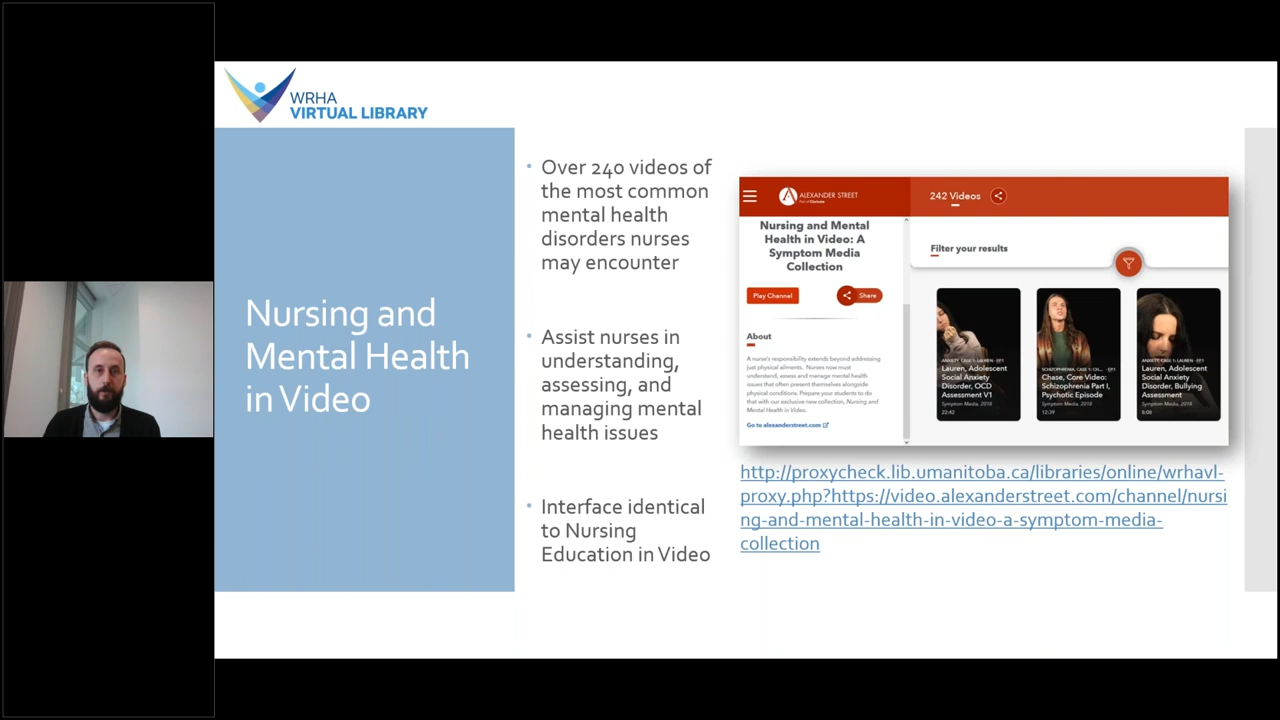 WRHA
VIRTUAL LIBRARY
Nursing and
Mental Health
in Video
• Over 240 videos of
the most common
mental health
disorders nurses
may encounter
• Assist nurses in
understanding,
assessing, and
managing mental
health issues
• Interface identical
to Nursing
Education in Video
ALEXANDER STREET
Part of Clarivate
242 Videos
Nursing and Mental
Health in Video: A
Symptom Media
Collection
Play Channel
Share
About
A nurse's responsibility extends beyond addressing
just physical ailments. Nurses now must
understand, assess and manage mental health
issues that often present themselves alongside
physical conditions. Prepare your students to do
that with our exclusive new collection, Nursing and
Mental Health in Video.
Go to alexanderstreet.com
Filter your results
ANXIETY, CASE 1: LAUREN - EP1
Lauren, Adolescent
Social Anxiety
Disorder, OCD
Assessment V1
Symptom Media, 2018
22:42
SCHIZOPHRENIA, CASE 1: CH... - EP1
Chase, Core Video:
Schizophrenia Part I,
Psychotic Episode
Symptom Media, 2018
12:39
ANXIETY, CASE 1: LAUREN - EP1
Lauren, Adolescent
Social Anxiety
Disorder, Bullying
Assessment
Symptom Media, 2018
8:08
http://proxycheck.lib.umanitoba.ca/libraries/online/wrhavl-
proxy.php?https://video.alexanderstreet.com/channel/nursi
ng-and-mental-health-in-video-a-symptom-media-
collection